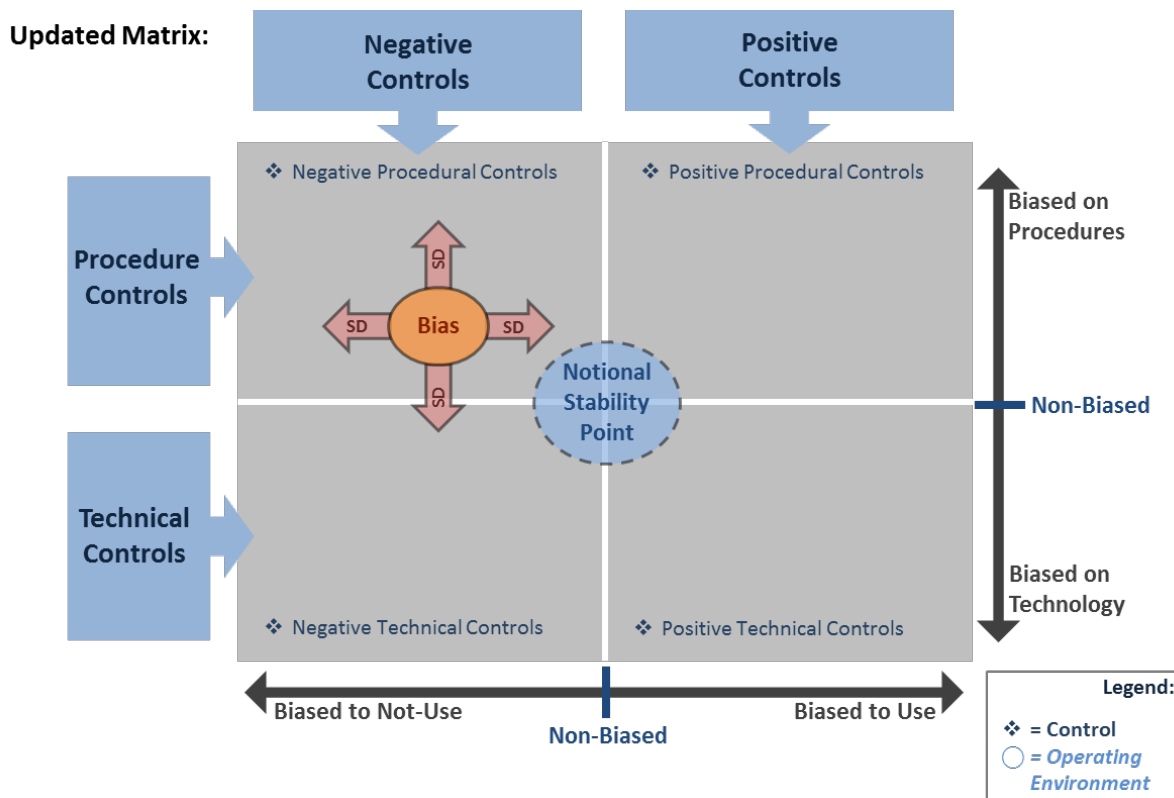 Updated Matrix:
Negative
Controls
Positive
Controls
❖ Negative Procedural Controls
❖ Positive Procedural Controls
Biased on
Procedures
Procedure
Controls
SD
SD
Bias
SD
SD
Notional
Stability
Point
Non-Biased
Technical
Controls
Biased on
Technology
❖ Negative Technical Controls
❖ Positive Technical Controls
Biased to Not-Use
Biased to Use
Non-Biased
Legend:
❖ = Control
= Operating
Environment